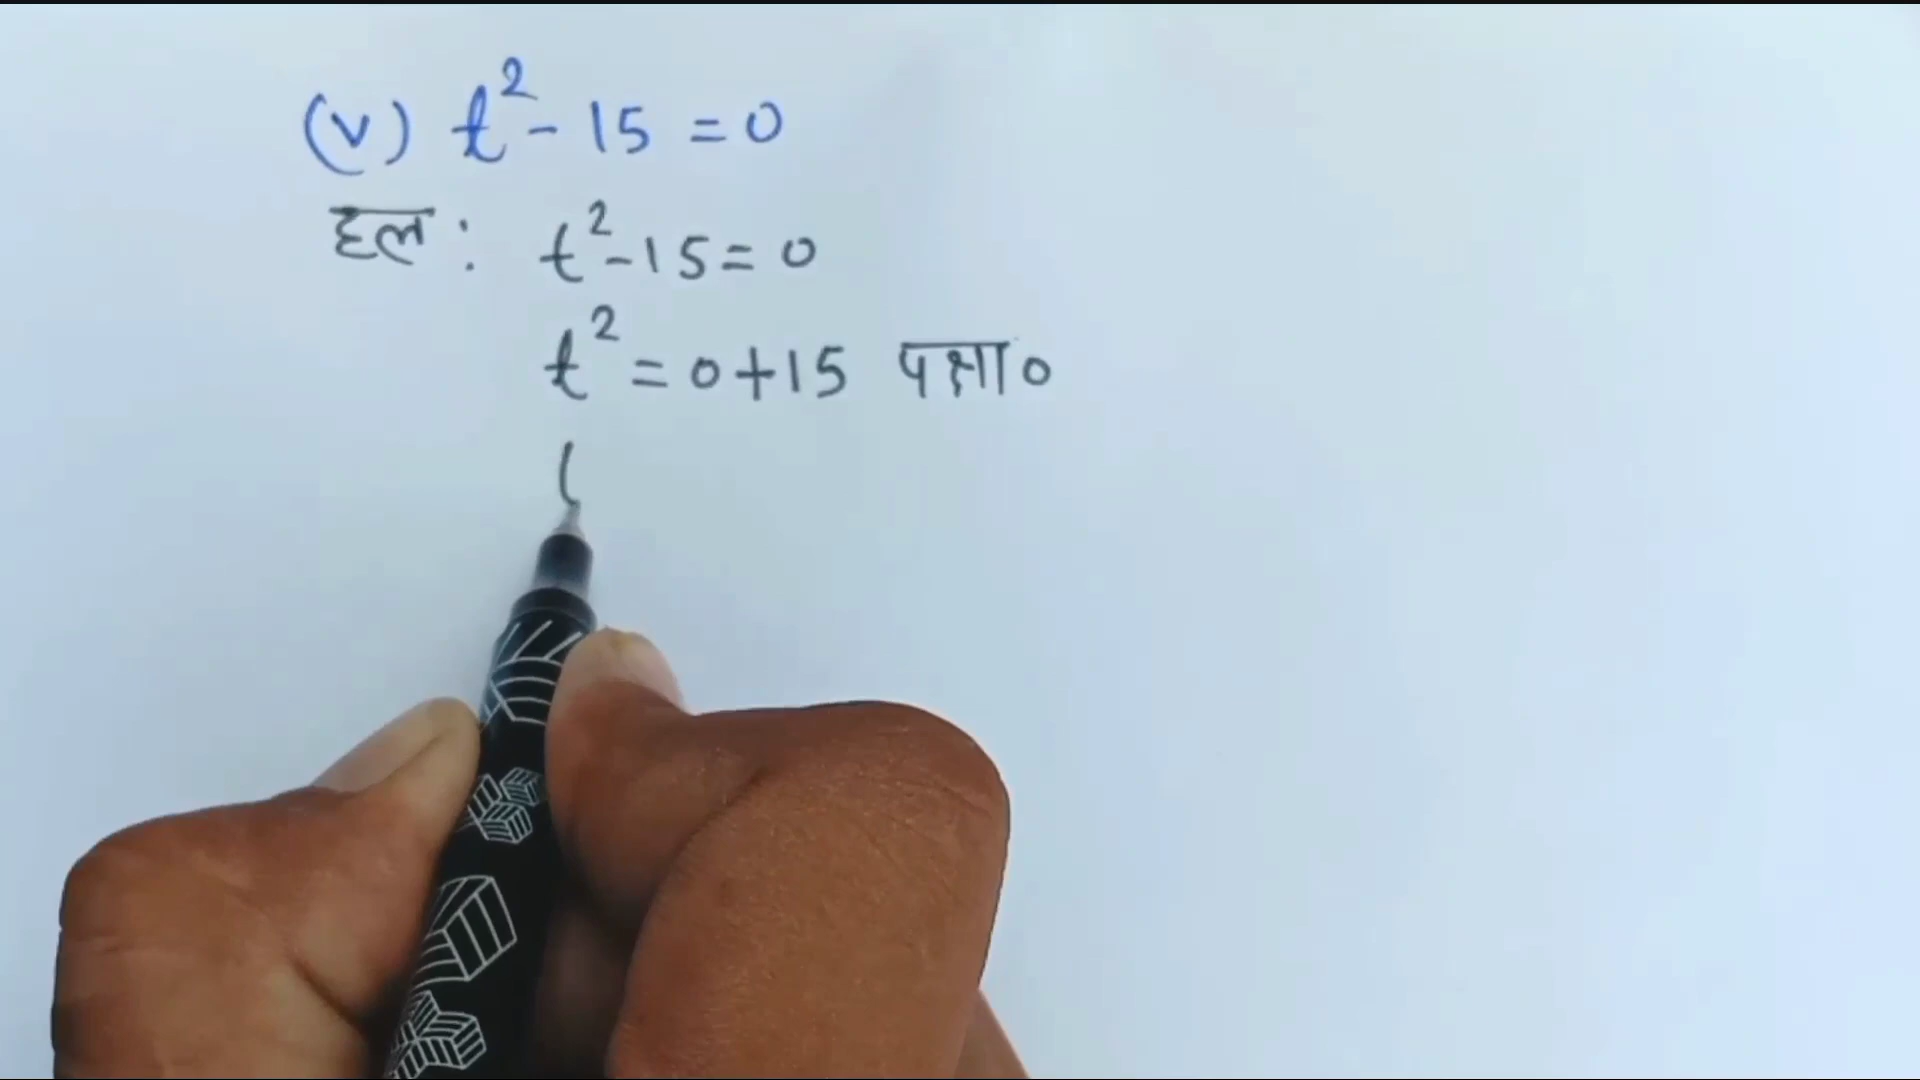 (v) t² - 15 = 0
हल : t² - 15 = 0
t² = 0 + 15 पक्षा०